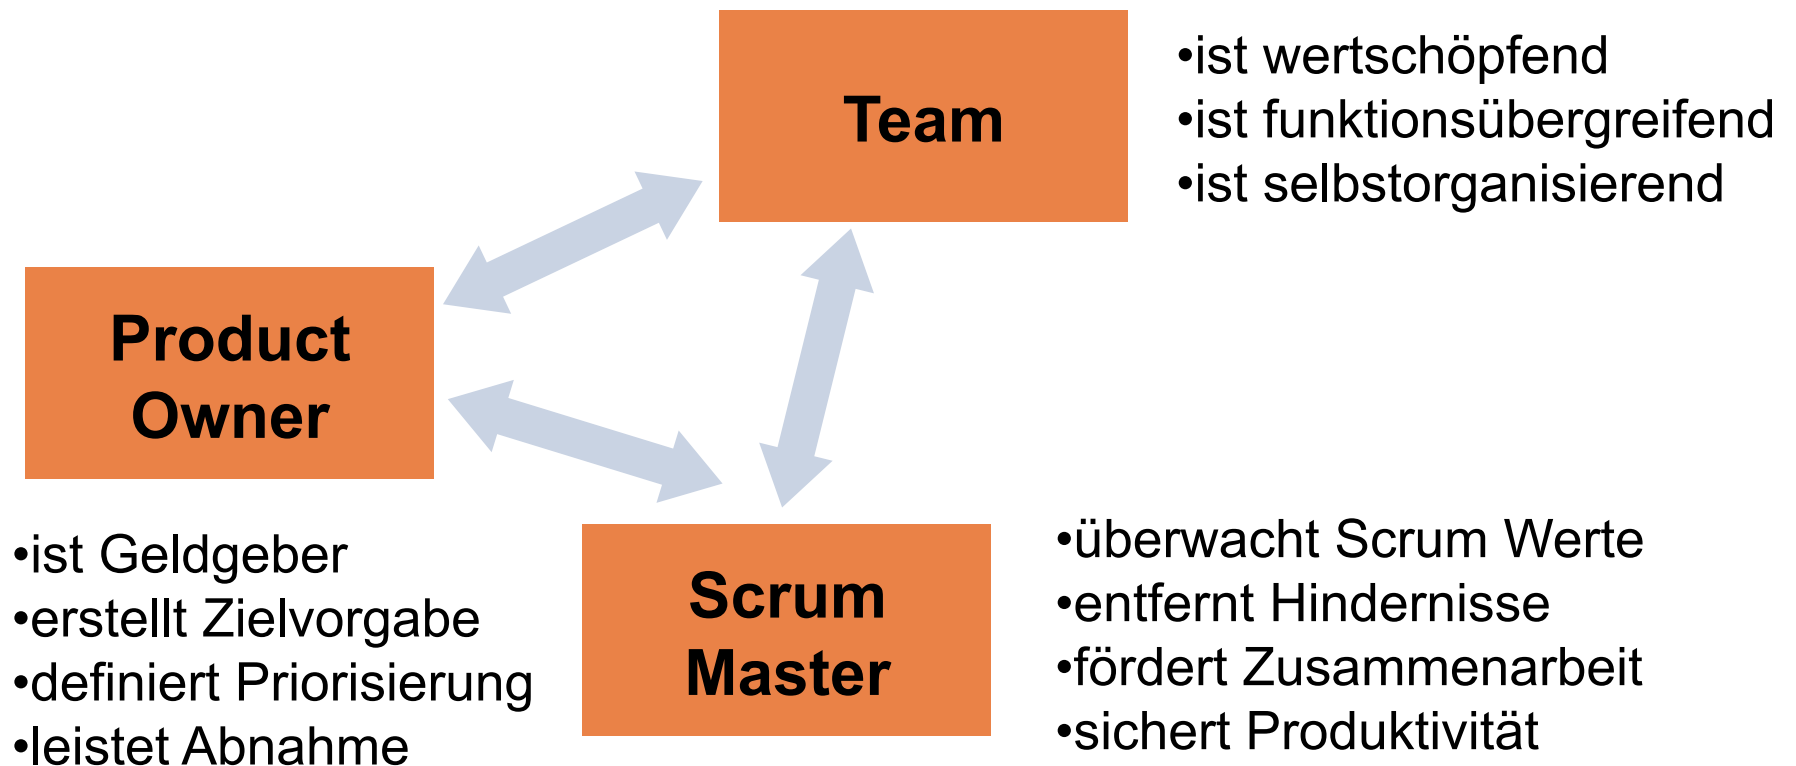 Team
•ist wertschöpfend
•ist funktionsübergreifend
•ist selbstorganisierend
Product
Owner
•ist Geldgeber
•erstellt Zielvorgabe
•definiert Priorisierung
•leistet Abnahme
Scrum
Master
•überwacht Scrum Werte
•entfernt Hindernisse
•fördert Zusammenarbeit
•sichert Produktivität